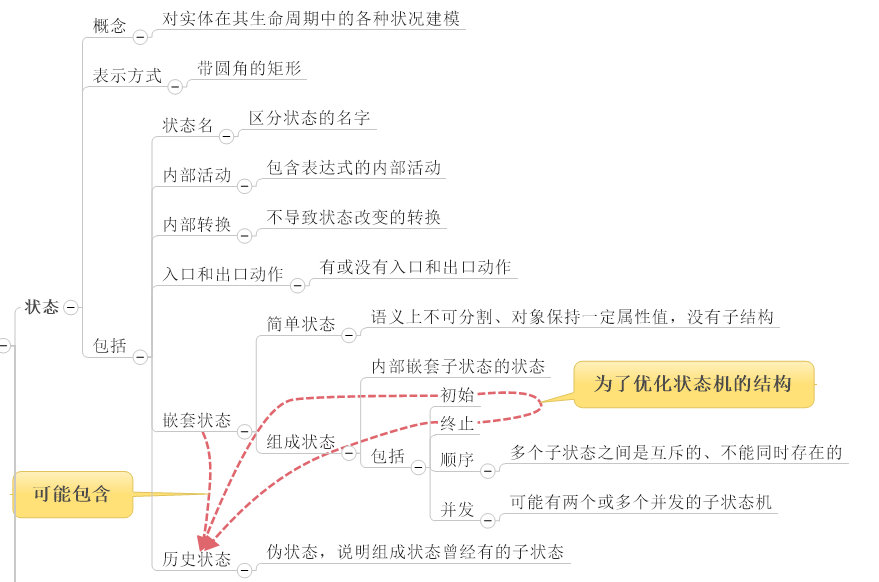 概念
对实体在其生命周期中的各种状况建模
表示方式
带圆角的矩形
状态名
区分状态的名字
内部活动
包含表达式的内部活动
内部转换
不导致状态改变的转换
入口和出口动作
有或没有入口和出口动作
状态
包括
简单状态
语义上不可分割、对象保持一定属性值，没有子结构
嵌套状态
组成状态
内部嵌套子状态的状态
包括
初始
终止
为了优化状态机的结构
顺序
多个子状态之间是互斥的、不能同时存在的
并发
可能有两个或多个并发的子状态机
可能包含
历史状态
伪状态，说明组成状态曾经有的子状态